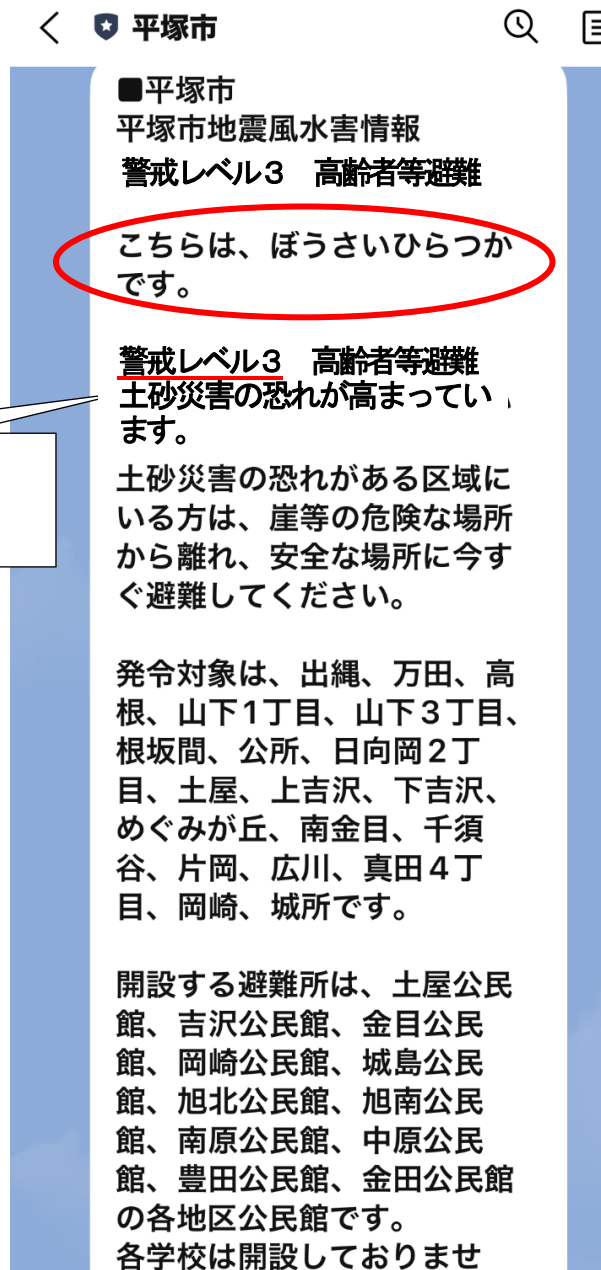 平塚市
■平塚市
平塚市地震風水害情報
警戒レベル３　高齢者等避難
こちらは、ぼうさいひらつか
です。
警戒レベル３　高齢者等避難
土砂災害の恐れが高まってい
ます。
土砂災害の恐れがある区域に
いる方は、崖等の危険な場所
から離れ、安全な場所に今す
ぐ避難してください。
発令対象は、出縄、万田、高
根、山下1丁目、山下３丁目、
根坂間、公所、日向岡２丁
目、土屋、上吉沢、下吉沢、
めぐみが丘、南金目、千須
谷、片岡、広川、真田４丁
目、岡崎、城所です。
開設する避難所は、土屋公民
館、吉沢公民館、金目公民
館、岡崎公民館、城島公民
館、旭北公民館、旭南公民
館、南原公民館、中原公民
館、豊田公民館、金田公民館
の各地区公民館です。
各学校は開設しておりませ